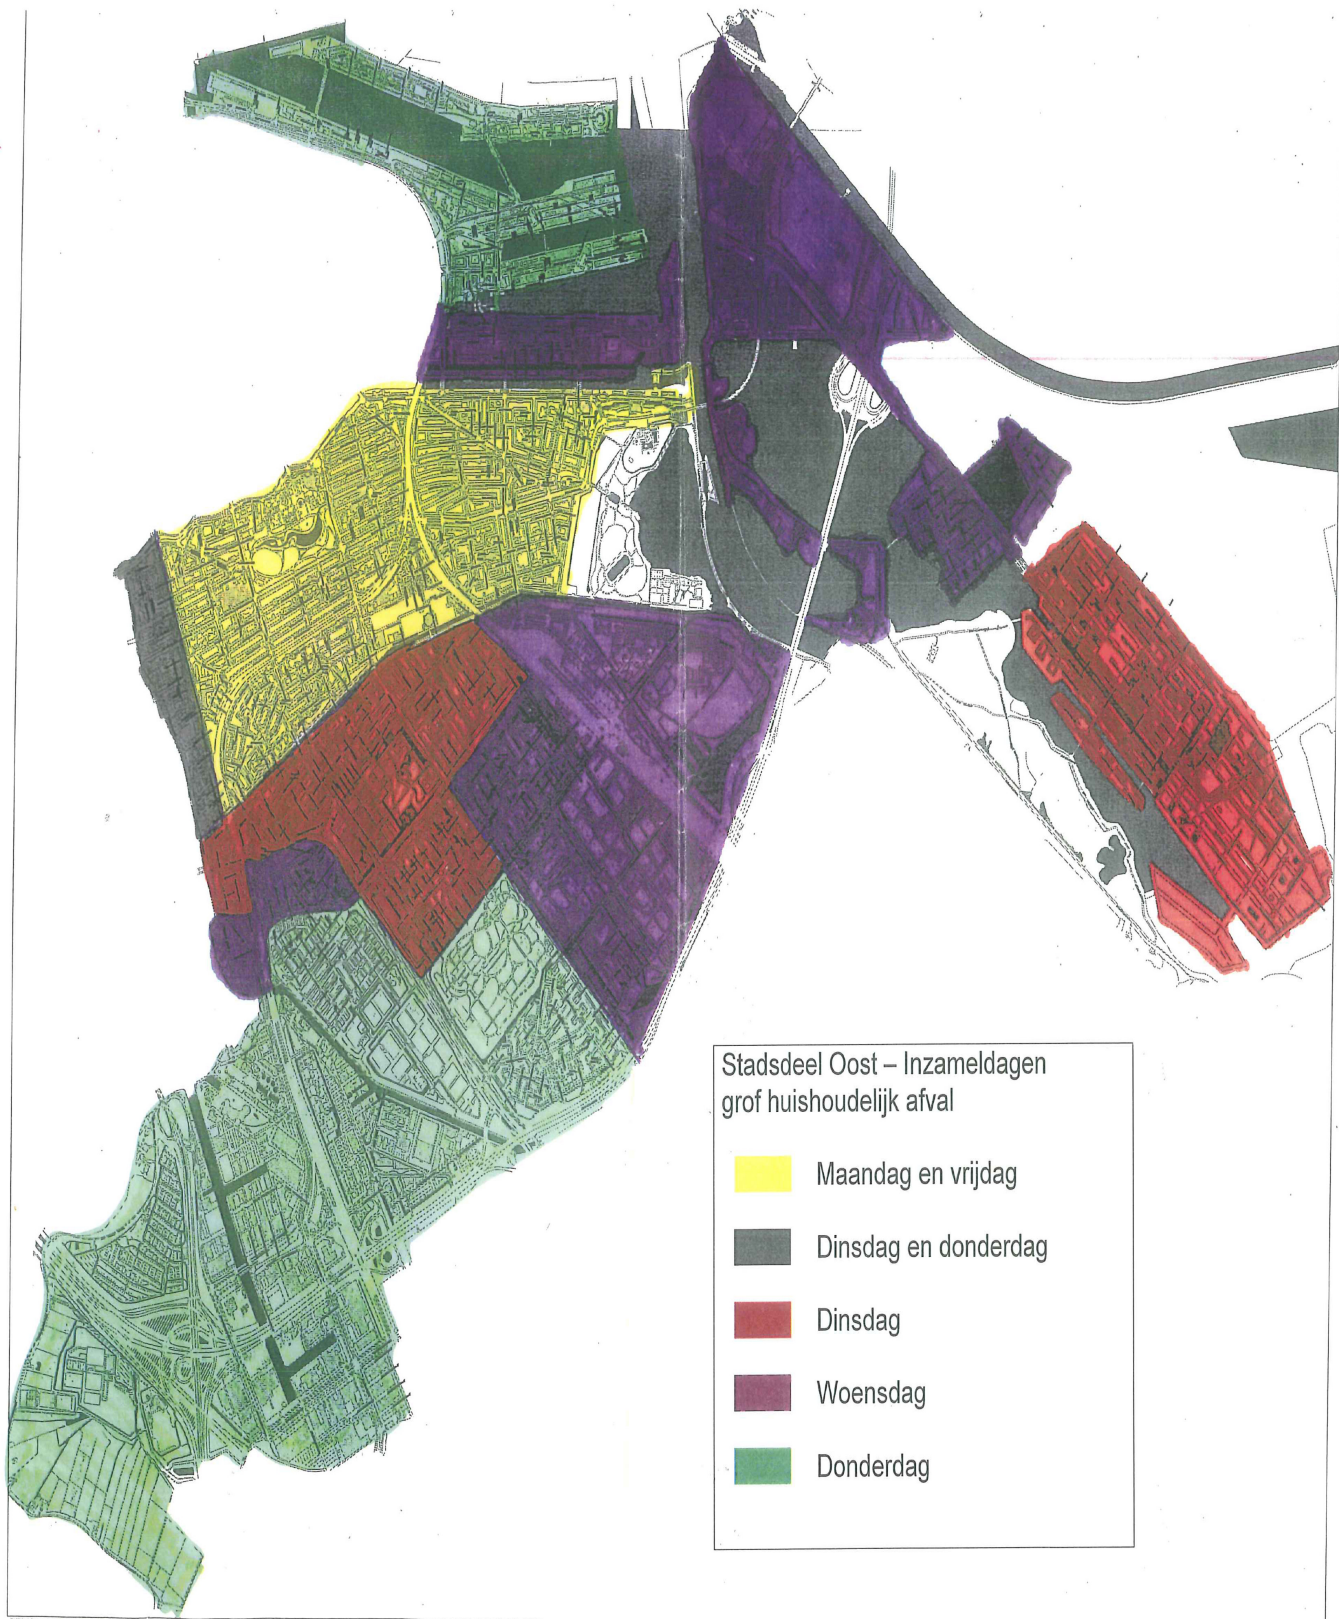 Stadsdeel Oost – Inzameldagen
grof huishoudelijk afval
Maandag en vrijdag
Dinsdag en donderdag
Dinsdag
Woensdag
Donderdag